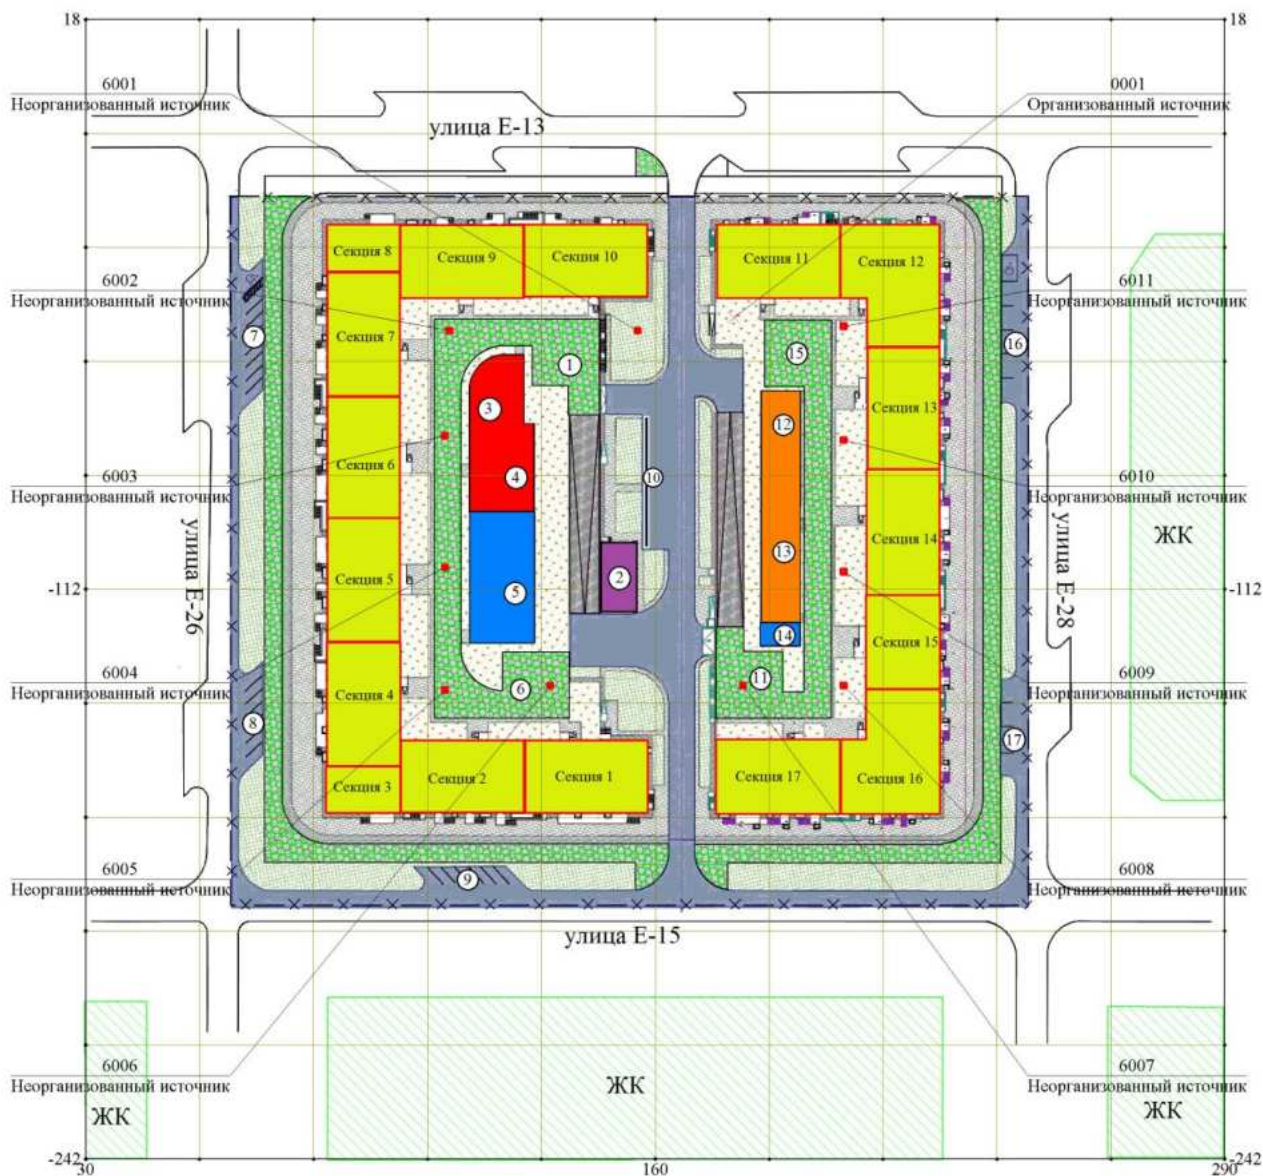 18
18
6001
Неорганизованный источник
0001
Организованный источник
улица Е-13
Секция 8
Секция 9
Секция 10
Секция 11
Секция 12
6002
Неорганизованный источник
6011
Неорганизованный источник
Секция 7
7
1
15
16
3
Секция 6
12
Секция 13
6003
Неорганизованный источник
4
10
6010
Неорганизованный источник
улица Е-26
улица Е-28
ЖК
Секция 5
13
Секция 14
-112
-112
5
2
14
Секция 15
6004
Неорганизованный источник
Секция 4
6
11
6009
Неорганизованный источник
8
17
Секция 3
Секция 2
Секция 1
Секция 17
Секция 16
6005
Неорганизованный источник
9
6008
Неорганизованный источник
улица Е-15
6006
Неорганизованный источник
6007
Неорганизованный источник
ЖК
ЖК
ЖК
-242
-242
30
160
290